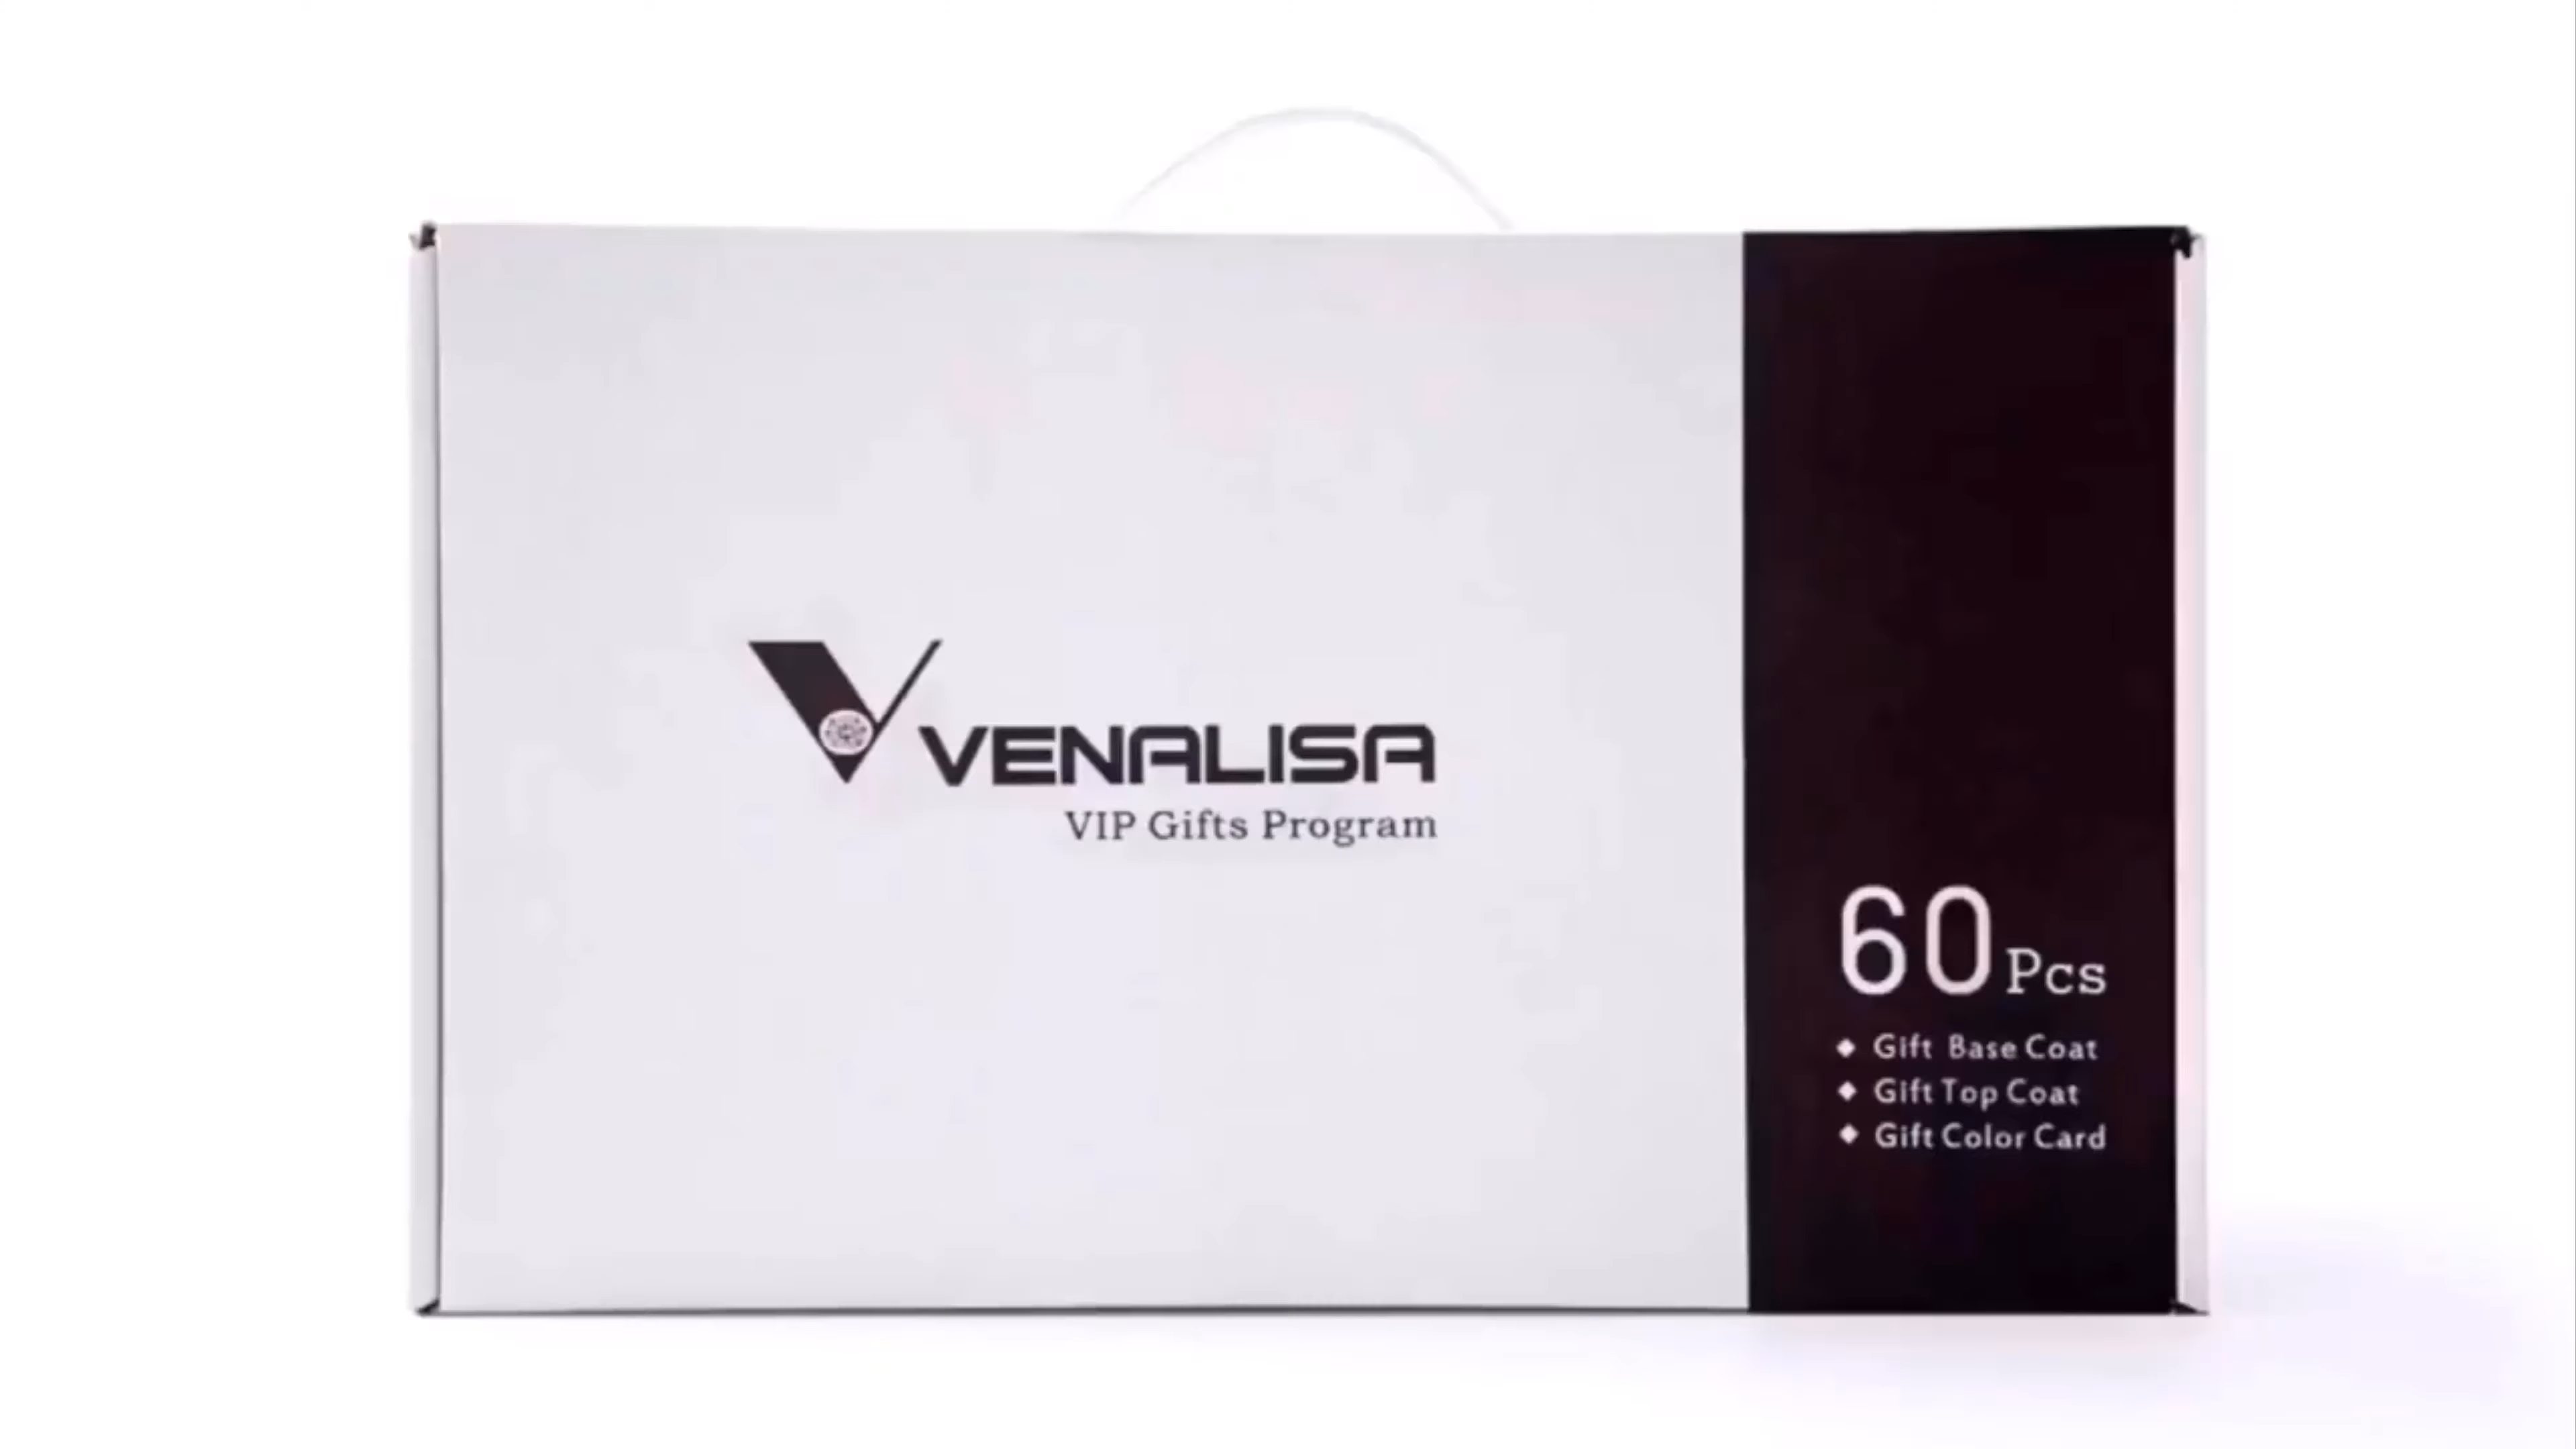 VENALISA
VIP Gifts Program
60 Pcs
◆ Gift Base Coat
◆ Gift Top Coat
◆ Gift Color Card